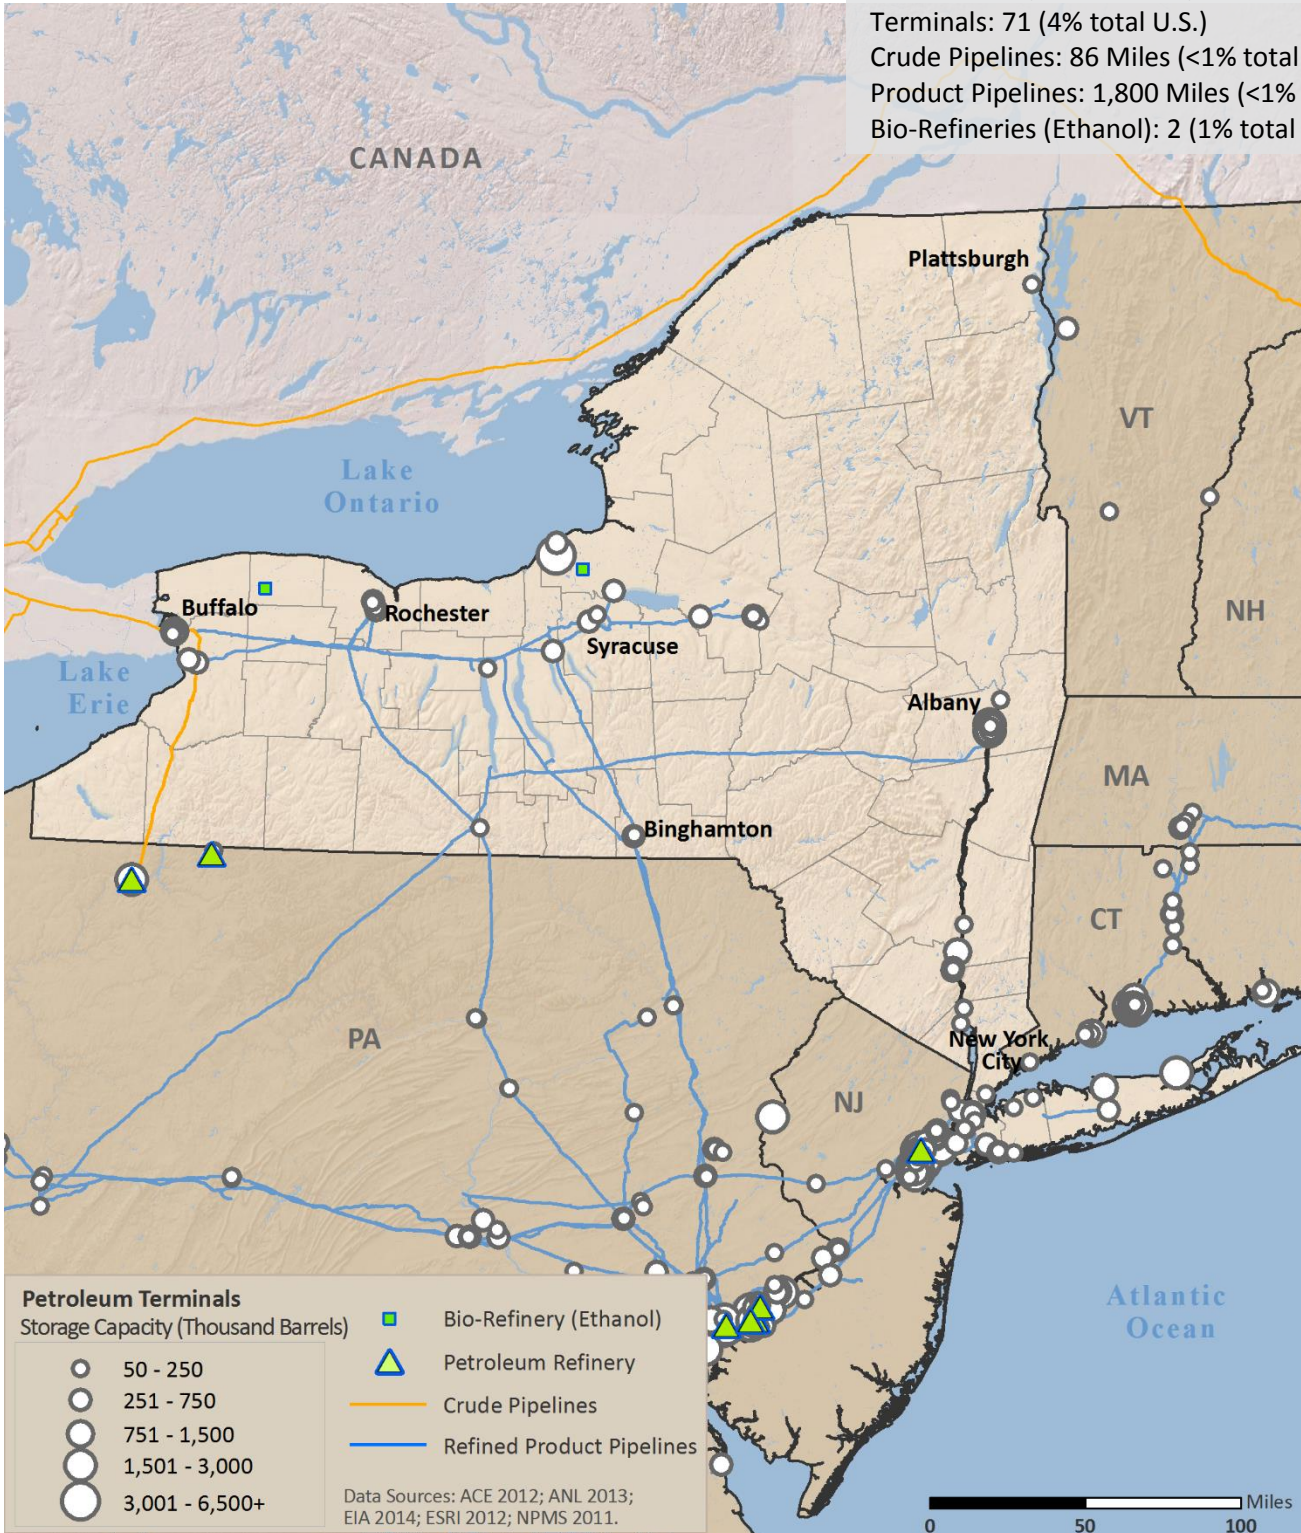 Terminals: 71 (4% total U.S.)
Crude Pipelines: 86 Miles (<1% total
Product Pipelines: 1,800 Miles (<1%
Bio-Refineries (Ethanol): 2 (1% total
CANADA
Plattsburgh
VT
Lake
Ontario
NH
Buffalo
Rochester
Syracuse
Lake
Erie
Albany
MA
Binghamton
CT
PA
New York
City
NJ
Atlantic
Ocean
Petroleum Terminals
Storage Capacity (Thousand Barrels)
50 - 250
251 - 750
751 - 1,500
1,501 - 3,000
3,001 - 6,500+
Bio-Refinery (Ethanol)
Petroleum Refinery
Crude Pipelines
Refined Product Pipelines
Data Sources: ACE 2012; ANL 2013;
EIA 2014; ESRI 2012; NPMS 2011.
Miles
0 50 100